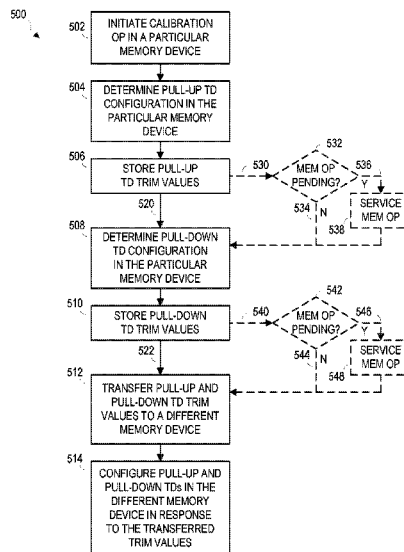 500
502
INITIATE CALIBRATION
OP IN A PARTICULAR
MEMORY DEVICE
504
DETERMINE PULL-UP TD
CONFIGURATION IN THE
PARTICULAR MEMORY
DEVICE
506
STORE PULL-UP
TD TRIM VALUES
530
532
MEM OP
PENDING?
536
Y
534
N
SERVICE
MEM OP
538
520
508
DETERMINE PULL-DOWN
TD CONFIGURATION
IN THE PARTICULAR
MEMORY DEVICE
510
STORE PULL-DOWN
TD TRIM VALUES
540
542
MEM OP
PENDING?
546
Y
544
N
SERVICE
MEM OP
548
522
512
TRANSFER PULL-UP AND
PULL-DOWN TD TRIM
VALUES TO A DIFFERENT
MEMORY DEVICE
514
CONFIGURE PULL-UP AND
PULL-DOWN TDs IN THE
DIFFERENT MEMORY
DEVICE IN RESPONSE
TO THE TRANSFERRED
TRIM VALUES